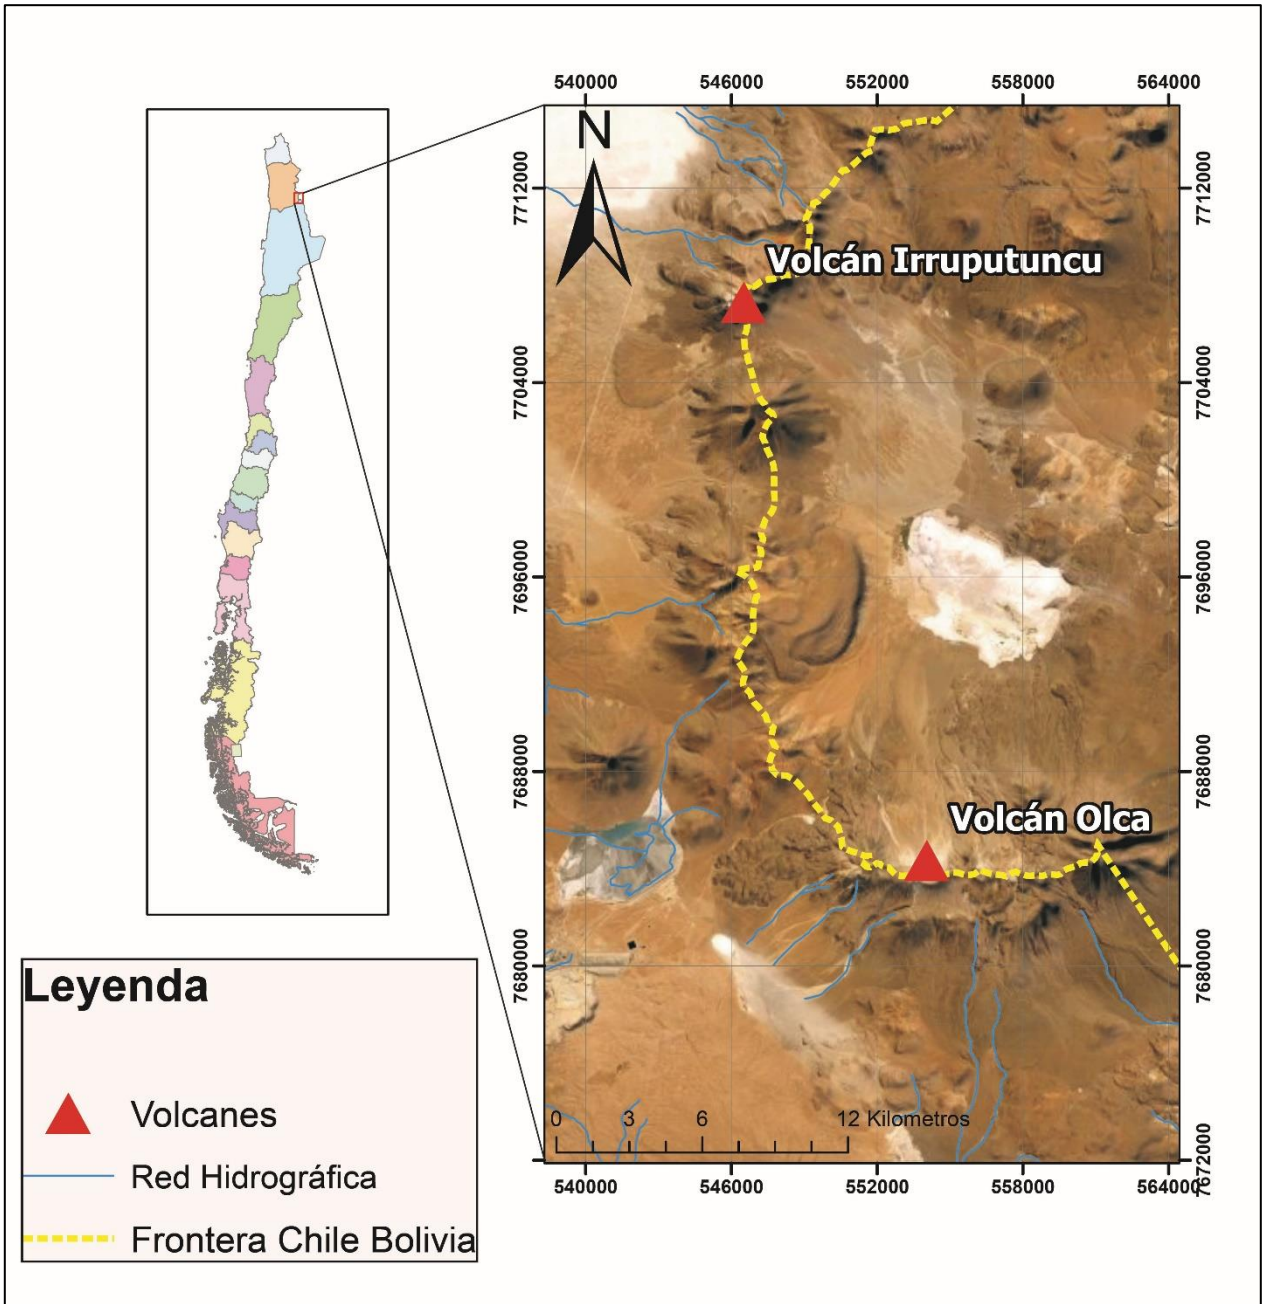 540000 546000 552000 558000 564000
N
7712000 7712000
Volcán Irruputuncu
7704000 7704000
7696000 7696000
7688000 7688000
Volcán Olca
7680000 7680000
0 3 6 12 Kilometros
7672000
540000 546000 552000 558000 564000
Leyenda
Volcanes
Red Hidrográfica
Frontera Chile Bolivia